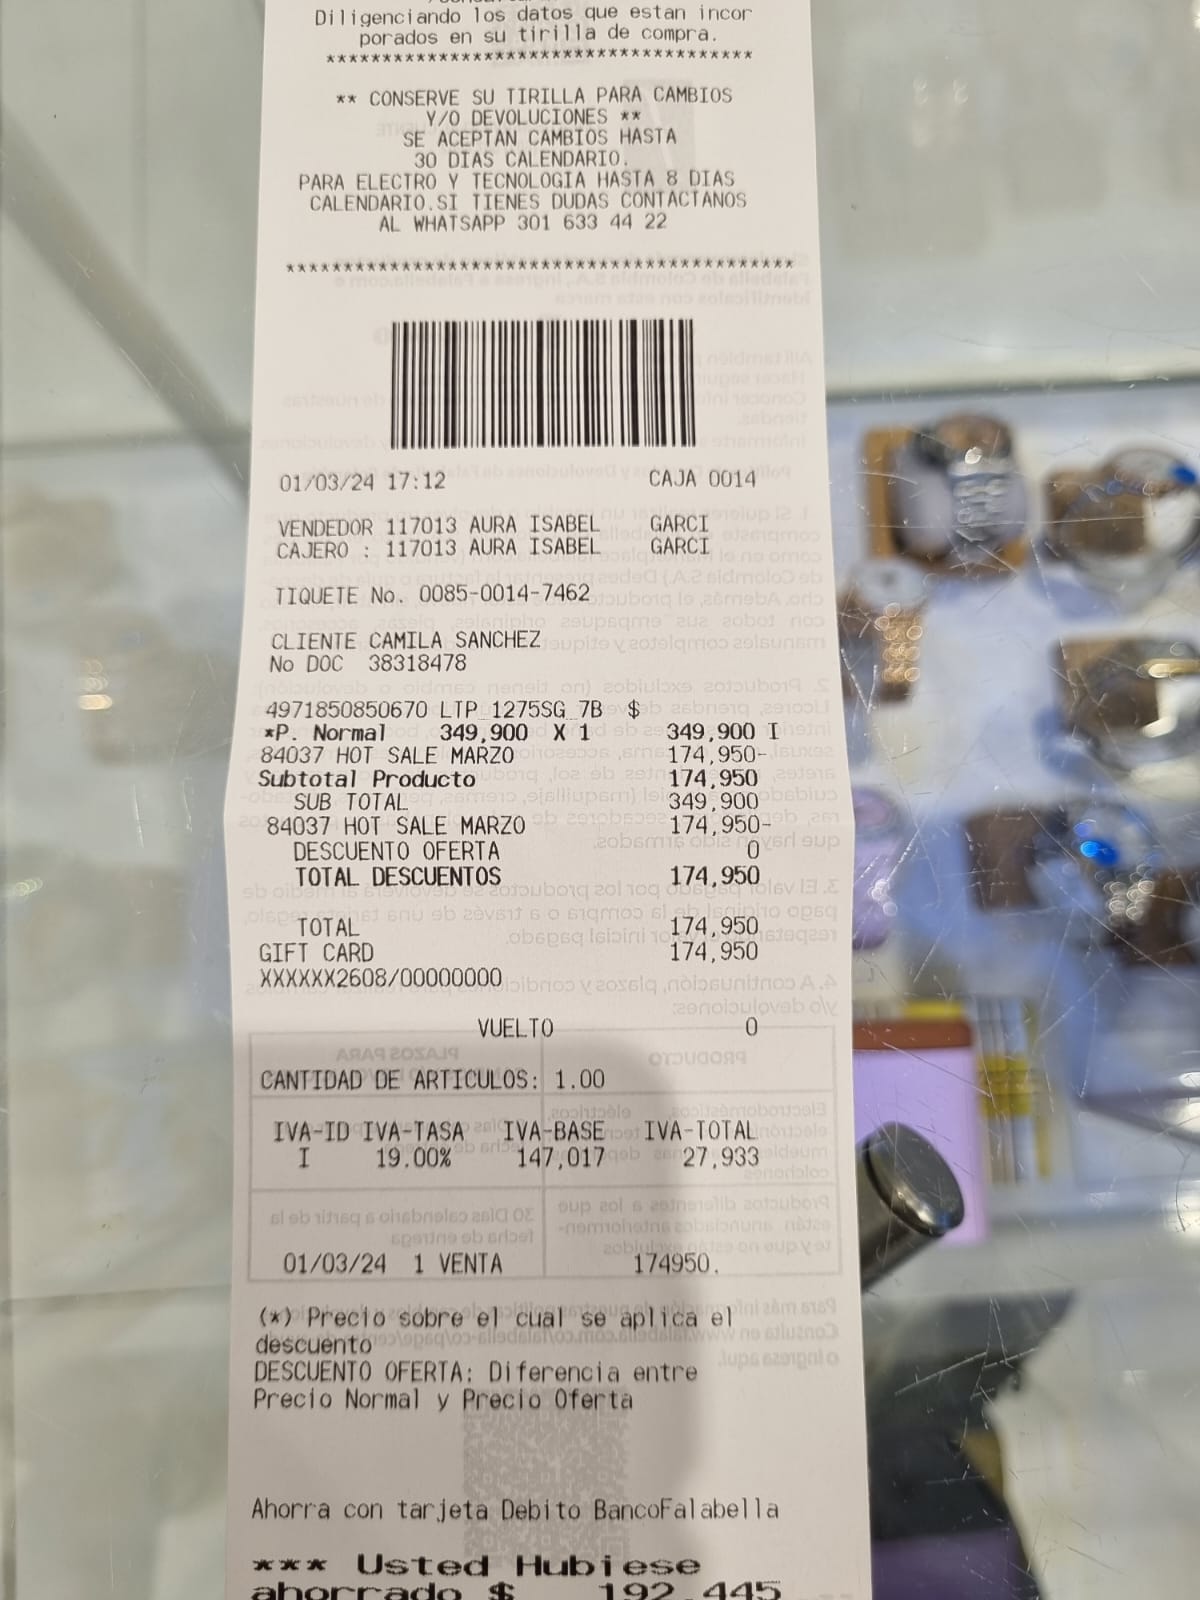 Diligenciando los datos que estan incor
porados en su tirilla de compra.
**************************************
** CONSERVE SU TIRILLA PARA CAMBIOS
Y/O DEVOLUCIONES **
SE ACEPTAN CAMBIOS HASTA
30 DIAS CALENDARIO.
PARA ELECTRO Y TECNOLOGIA HASTA 8 DIAS
CALENDARIO.SI TIENES DUDAS CONTACTANOS
AL WHATSAPP 301 633 44 22
********************************************
01/03/24 17:12 CAJA 0014
VENDEDOR 117013 AURA ISABEL GARCI
CAJERO : 117013 AURA ISABEL GARCI
TIQUETE No. 0085-0014-7462
CLIENTE CAMILA SANCHEZ
No DOC 38318478
4971850850670 LTP_1275SG_7B $
*P. Normal 349,900 X 1 349,900 I
84037 HOT SALE MARZO 174,950-
Subtotal Producto 174,950
SUB TOTAL 349,900
84037 HOT SALE MARZO 174,950-
DESCUENTO OFERTA 0
TOTAL DESCUENTOS 174,950
TOTAL 174,950
GIFT CARD 174,950
XXXXXX2608/00000000
VUELTO 0
CANTIDAD DE ARTICULOS: 1.00
IVA-ID IVA-TASA IVA-BASE IVA-TOTAL
I 19.00% 147,017 27,933
01/03/24 1 VENTA 174950.
(*) Precio sobre el cual se aplica el
descuento
DESCUENTO OFERTA: Diferencia entre
Precio Normal y Precio Oferta
Ahorra con tarjeta Debito BancoFalabella
*** Usted Hubiese
ahorrado $ 192,445